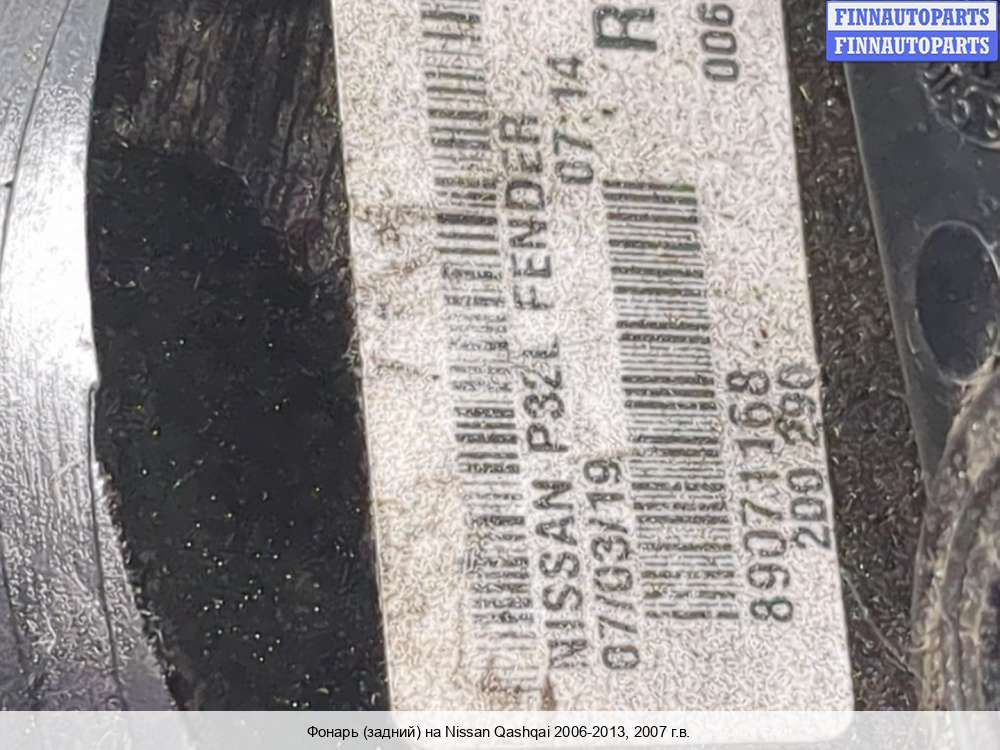 FINNAUTOPARTS
FINNAUTOPARTS
NISSAN P32L FENDER R
07/03/19 07:14
89071168 006
2DO 290
Фонарь (задний) на Nissan Qashqai 2006-2013, 2007 г.в.